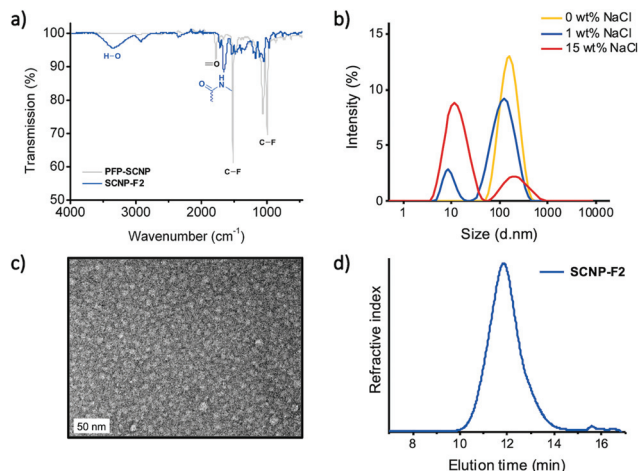 a)
100
90
80
70
60
50
Transmission (%)
H-O
=O
O
H
N
C-F
C-F
PFP-SCNP
SCNP-F2
4000 3000 2000 1000
Wavenumber (cm⁻¹)
b)
0 wt% NaCl
1 wt% NaCl
15 wt% NaCl
15
10
5
0
Intensity (%)
1 10 100 1000 10000
Size (d.nm)
c)
50 nm
d)
SCNP-F2
Refractive index
8 10 12 14 16
Elution time (min)